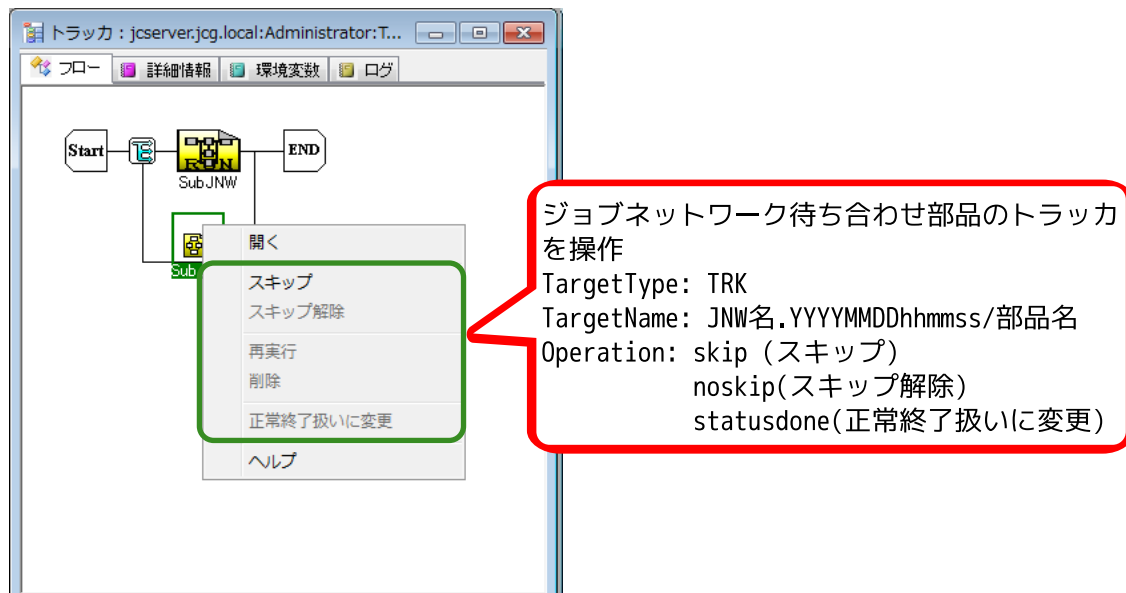 トラッカ : jcserver.jcg.local:Administrator:T...
フロー 詳細情報 環境変数 ログ
Start
RUN
END
SubJNW
Sub
開く
スキップ
スキップ解除
再実行
削除
正常終了扱いに変更
ヘルプ
ジョブネットワーク待ち合わせ部品のトラッカ
を操作
TargetType: TRK
TargetName: JNW名.YYYYMMDDhhmmss/部品名
Operation: skip (スキップ)
noskip(スキップ解除)
statusdone(正常終了扱いに変更)